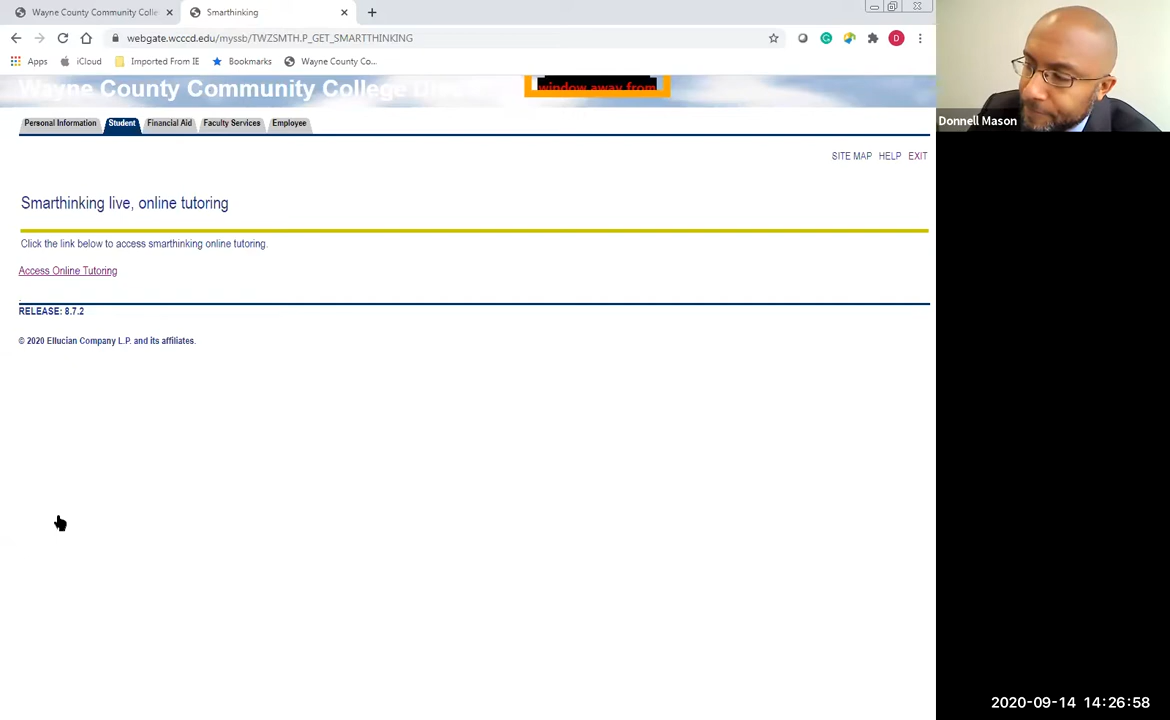 Wayne County Community Colle
Smarthinking
webgate.wcccd.edu/myssb/TWZSMTH.P_GET_SMARTTHINKING
D
Apps
iCloud
Imported From IE
Bookmarks
Wayne County Co...
Wayne County Community College
window away from
Personal Information
Student
Financial Aid
Faculty Services
Employee
SITE MAP
HELP
EXIT
Smarthinking live, online tutoring
Click the link below to access smarthinking online tutoring.
Access Online Tutoring
RELEASE: 8.7.2
© 2020 Ellucian Company L.P. and its affiliates.
Donnell Mason
2020-09-14 14:26:58